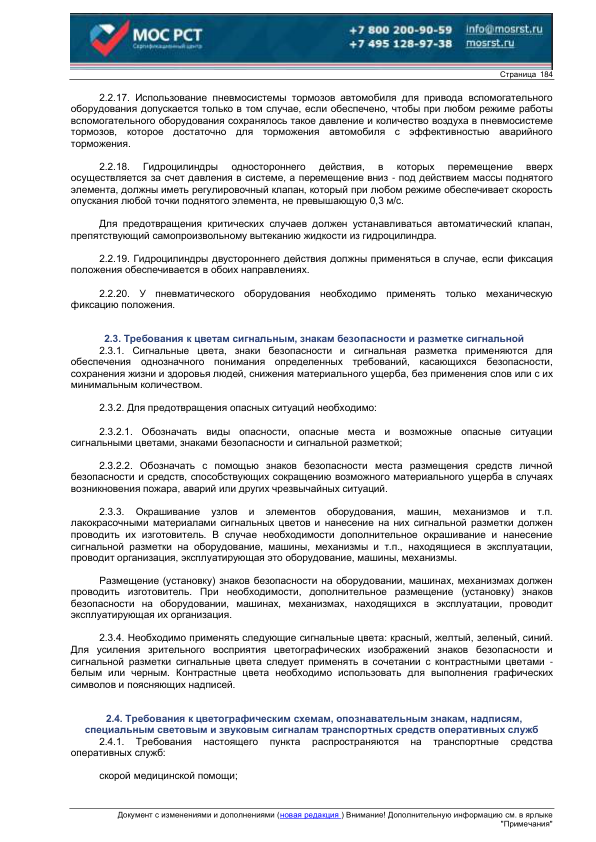 МОС РСТ
Сертификационный центр
+7 800 200-90-59
info@mosrst.ru
+7 495 128-97-38
mosrst.ru
Страница 184
2.2.17. Использование пневмосистемы тормозов автомобиля для привода вспомогательного
оборудования допускается только в том случае, если обеспечено, чтобы при любом режиме работы
вспомогательного оборудования сохранялось такое давление и количество воздуха в пневмосистеме
тормозов, которое достаточно для торможения автомобиля с эффективностью аварийного
торможения.
2.2.18. Гидроцилиндры одностороннего действия, в которых перемещение вверх
осуществляется за счет давления в системе, а перемещение вниз - под действием массы поднятого
элемента, должны иметь регулировочный клапан, который при любом режиме обеспечивает скорость
опускания любой точки поднятого элемента, не превышающую 0,3 м/с.
Для предотвращения критических случаев должен устанавливаться автоматический клапан,
препятствующий самопроизвольному вытеканию жидкости из гидроцилиндра.
2.2.19. Гидроцилиндры двустороннего действия должны применяться в случае, если фиксация
положения обеспечивается в обоих направлениях.
2.2.20. У пневматического оборудования необходимо применять только механическую
фиксацию положения.
2.3. Требования к цветам сигнальным, знакам безопасности и разметке сигнальной
2.3.1. Сигнальные цвета, знаки безопасности и сигнальная разметка применяются для
обеспечения однозначного понимания определенных требований, касающихся безопасности,
сохранения жизни и здоровья людей, снижения материального ущерба, без применения слов или с их
минимальным количеством.
2.3.2. Для предотвращения опасных ситуаций необходимо:
2.3.2.1. Обозначать виды опасности, опасные места и возможные опасные ситуации
сигнальными цветами, знаками безопасности и сигнальной разметкой;
2.3.2.2. Обозначать с помощью знаков безопасности места размещения средств личной
безопасности и средств, способствующих сокращению возможного материального ущерба в случаях
возникновения пожара, аварий или других чрезвычайных ситуаций.
2.3.3. Окрашивание узлов и элементов оборудования, машин, механизмов и т.п.
лакокрасочными материалами сигнальных цветов и нанесение на них сигнальной разметки должен
проводить их изготовитель. В случае необходимости дополнительное окрашивание и нанесение
сигнальной разметки на оборудование, машины, механизмы и т.п., находящиеся в эксплуатации,
проводит организация, эксплуатирующая это оборудование, машины, механизмы.
Размещение (установку) знаков безопасности на оборудовании, машинах, механизмах должен
проводить изготовитель. При необходимости, дополнительное размещение (установку) знаков
безопасности на оборудовании, машинах, механизмах, находящихся в эксплуатации, проводит
эксплуатирующая их организация.
2.3.4. Необходимо применять следующие сигнальные цвета: красный, желтый, зеленый, синий.
Для усиления зрительного восприятия цветографических изображений знаков безопасности и
сигнальной разметки сигнальные цвета следует применять в сочетании с контрастными цветами -
белым или черным. Контрастные цвета необходимо использовать для выполнения графических
символов и поясняющих надписей.
2.4. Требования к цветографическим схемам, опознавательным знакам, надписям,
специальным световым и звуковым сигналам транспортных средств оперативных служб
2.4.1. Требования настоящего пункта распространяются на транспортные средства
оперативных служб:
скорой медицинской помощи;
Документ с изменениями и дополнениями (новая редакция ) Внимание! Дополнительную информацию см. в ярлыке
"Примечания"